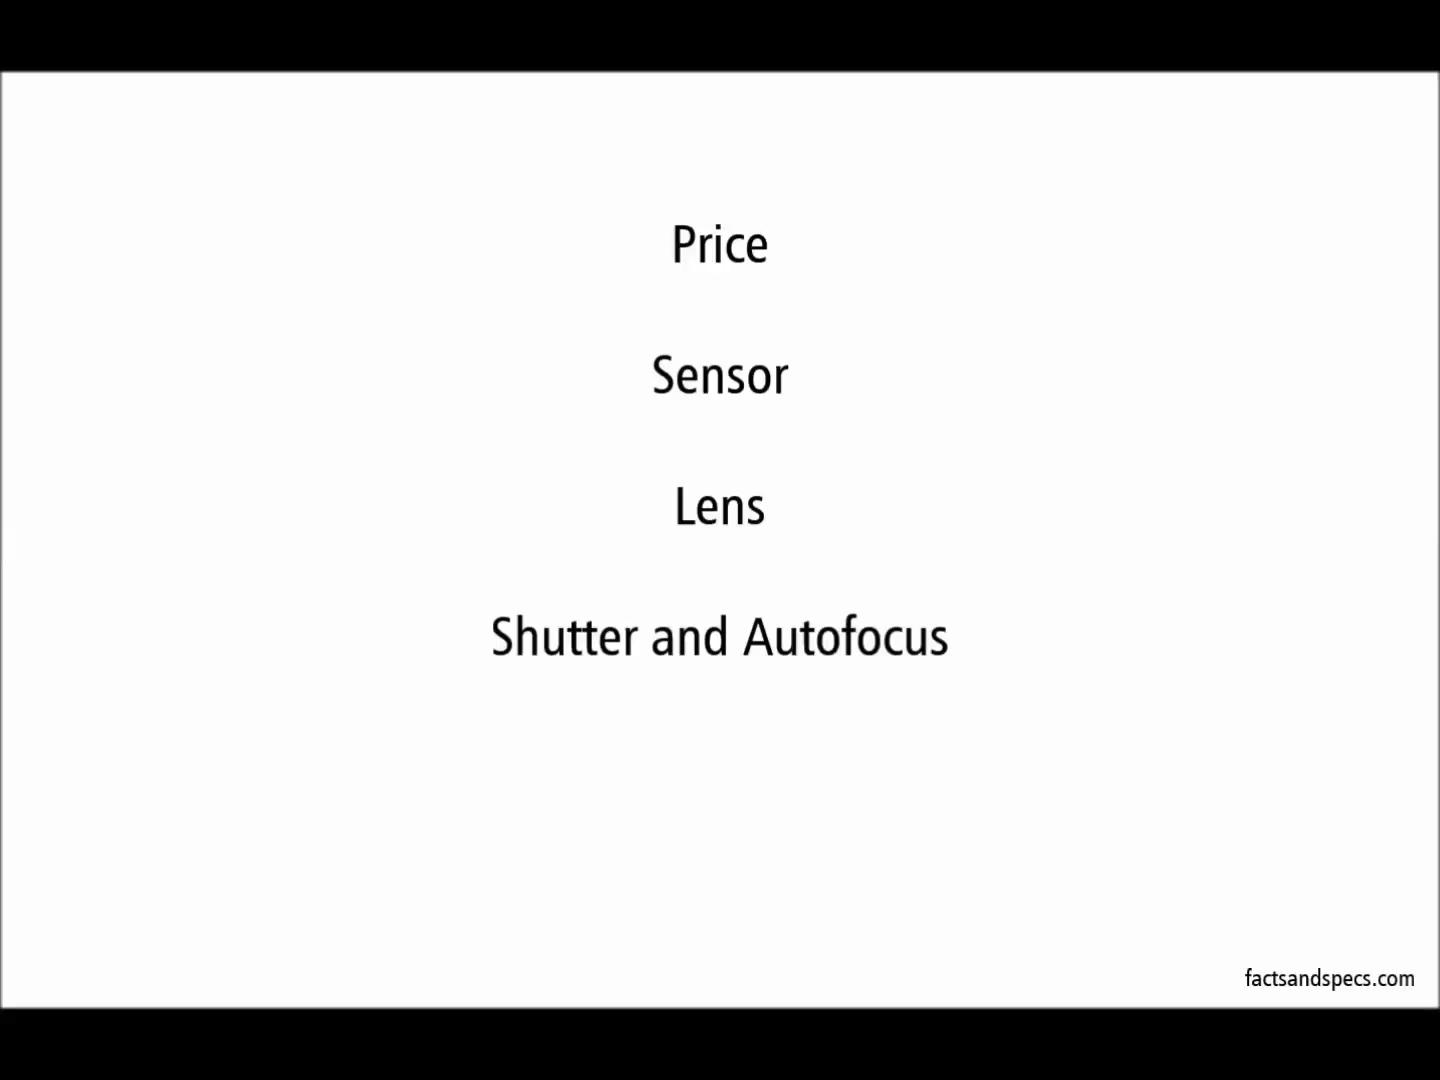 Price
Sensor
Lens
Shutter and Autofocus
factsandspecs.com